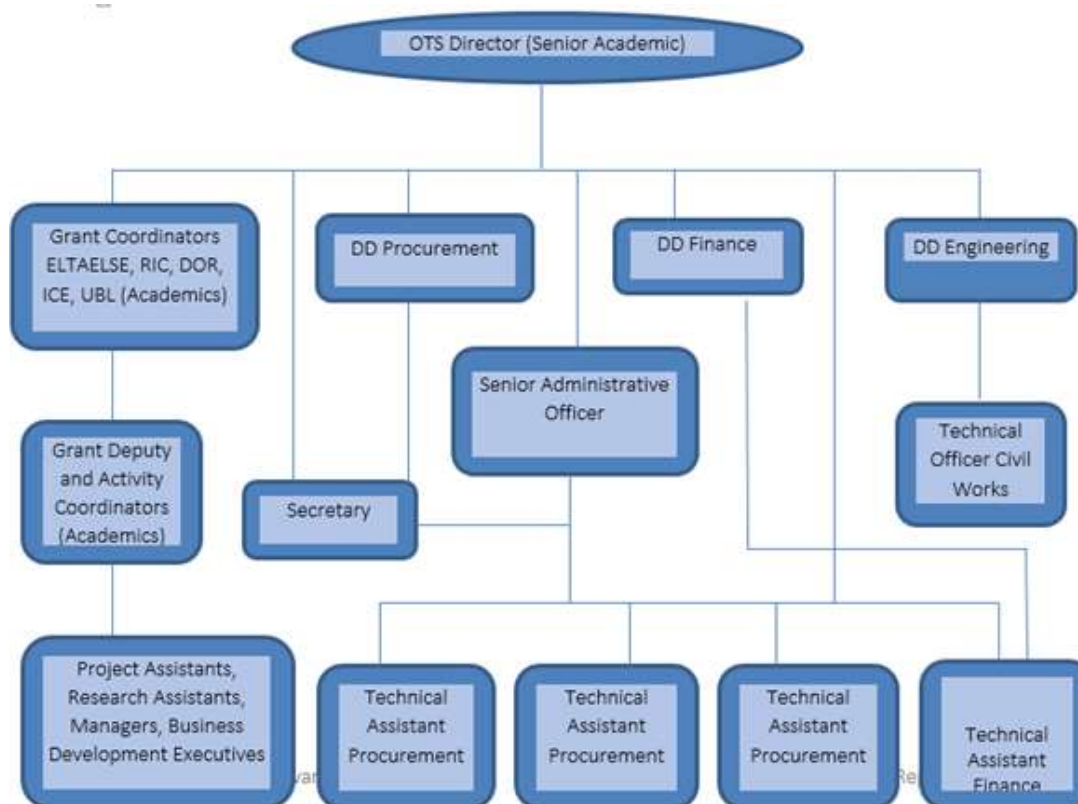 OTS Director (Senior Academic)
Grant Coordinators
ELTAELSE, RIC, DOR,
ICE, UBL (Academics)
DD Procurement
DD Finance
DD Engineering
Senior Administrative
Officer
Grant Deputy
and Activity
Coordinators
(Academics)
Secretary
Technical
Officer Civil
Works
Project Assistants,
Research Assistants,
Managers, Business
Development Executives
Technical
Assistant
Procurement
Technical
Assistant
Procurement
Technical
Assistant
Procurement
Technical
Assistant
Finance